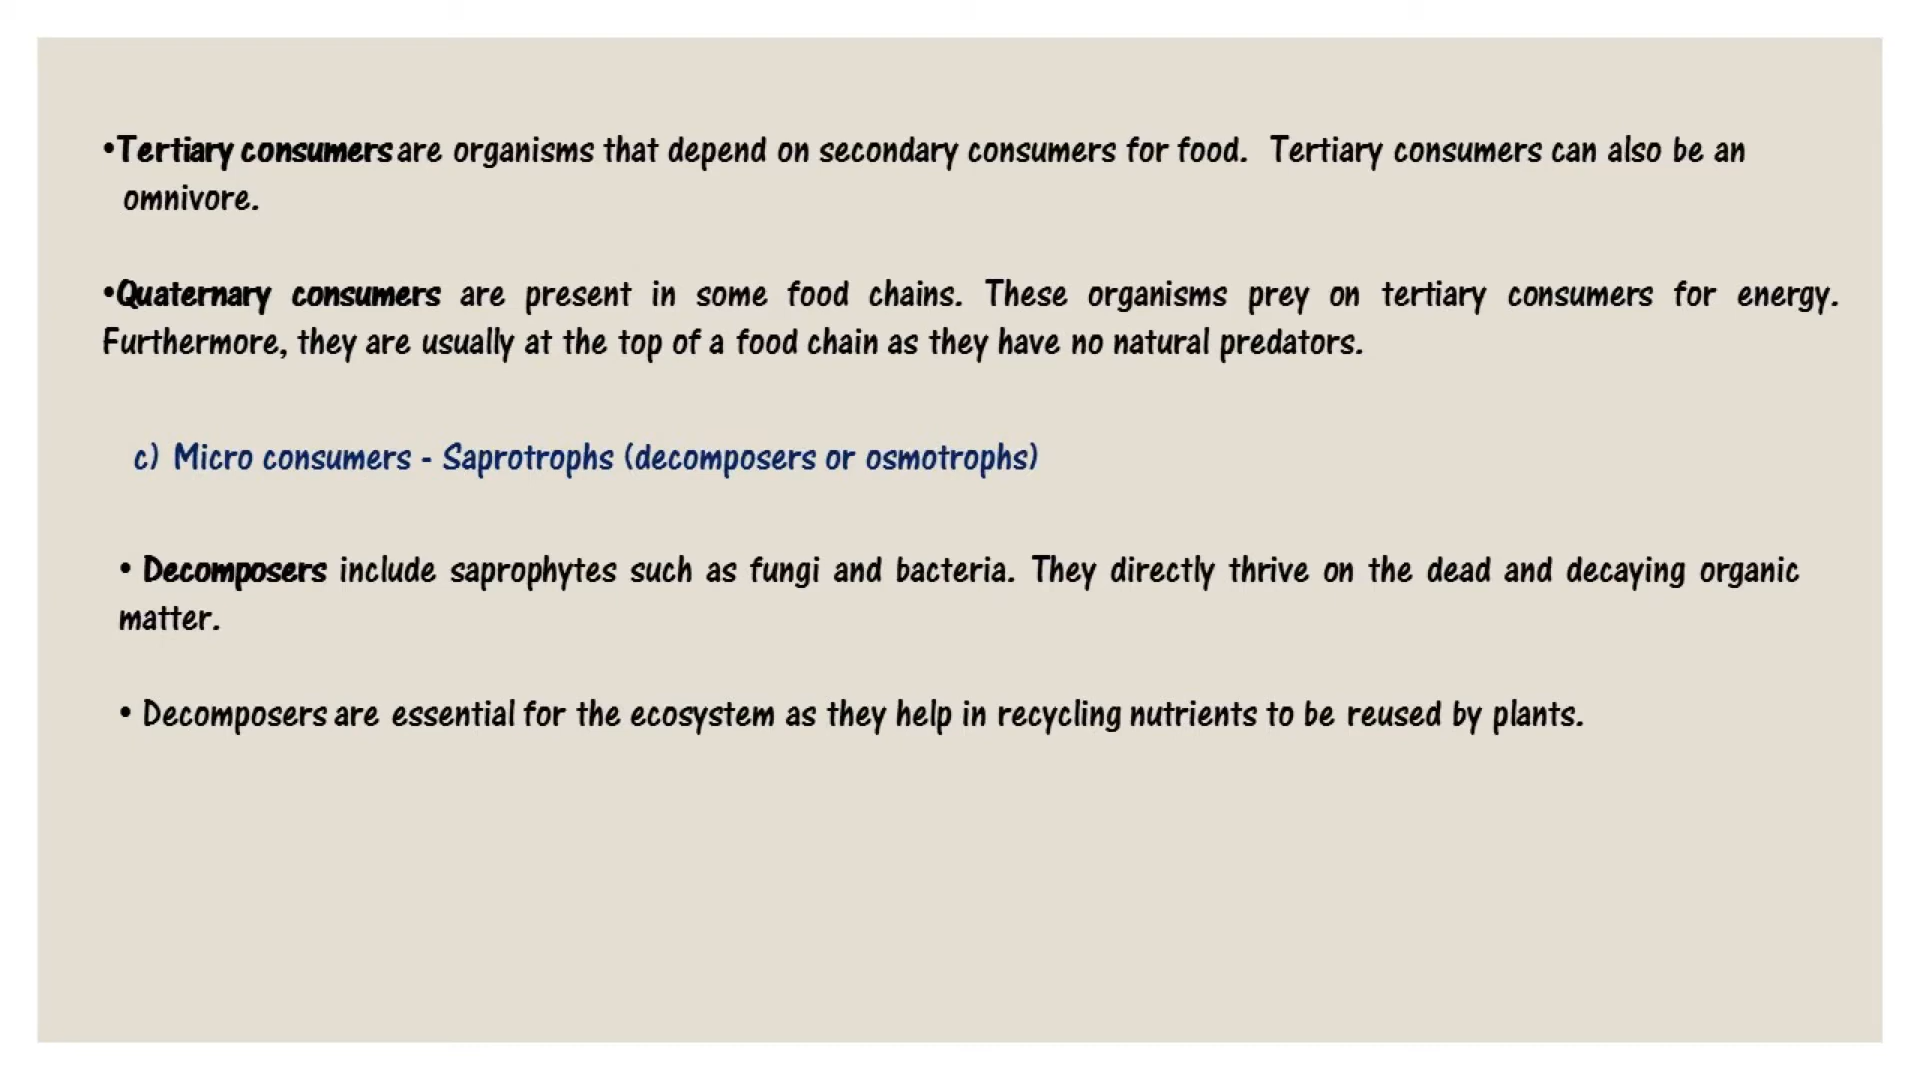 •Tertiary consumers are organisms that depend on secondary consumers for food. Tertiary consumers can also be an
omnivore.
•Quaternary consumers are present in some food chains. These organisms prey on tertiary consumers for energy.
Furthermore, they are usually at the top of a food chain as they have no natural predators.
c) Micro consumers - Saprotrophs (decomposers or osmotrophs)
• Decomposers include saprophytes such as fungi and bacteria. They directly thrive on the dead and decaying organic
matter.
• Decomposers are essential for the ecosystem as they help in recycling nutrients to be reused by plants.